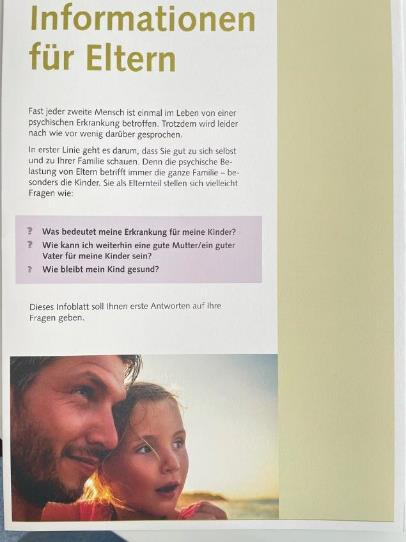 Informationen
für Eltern
Fast jeder zweite Mensch ist einmal im Leben von einer
psychischen Erkrankung betroffen. Trotzdem wird leider
nach wie vor wenig darüber gesprochen.
In erster Linie geht es darum, dass Sie gut zu sich selbst
und zu Ihrer Familie schauen. Denn die psychische Be-
lastung von Eltern betrifft immer die ganze Familie – be-
sonders die Kinder. Sie als Elternteil stellen sich vielleicht
Fragen wie:
? Was bedeutet meine Erkrankung für meine Kinder?
? Wie kann ich weiterhin eine gute Mutter/ein guter
Vater für meine Kinder sein?
? Wie bleibt mein Kind gesund?
Dieses Infoblatt soll Ihnen erste Antworten auf Ihre
Fragen geben.